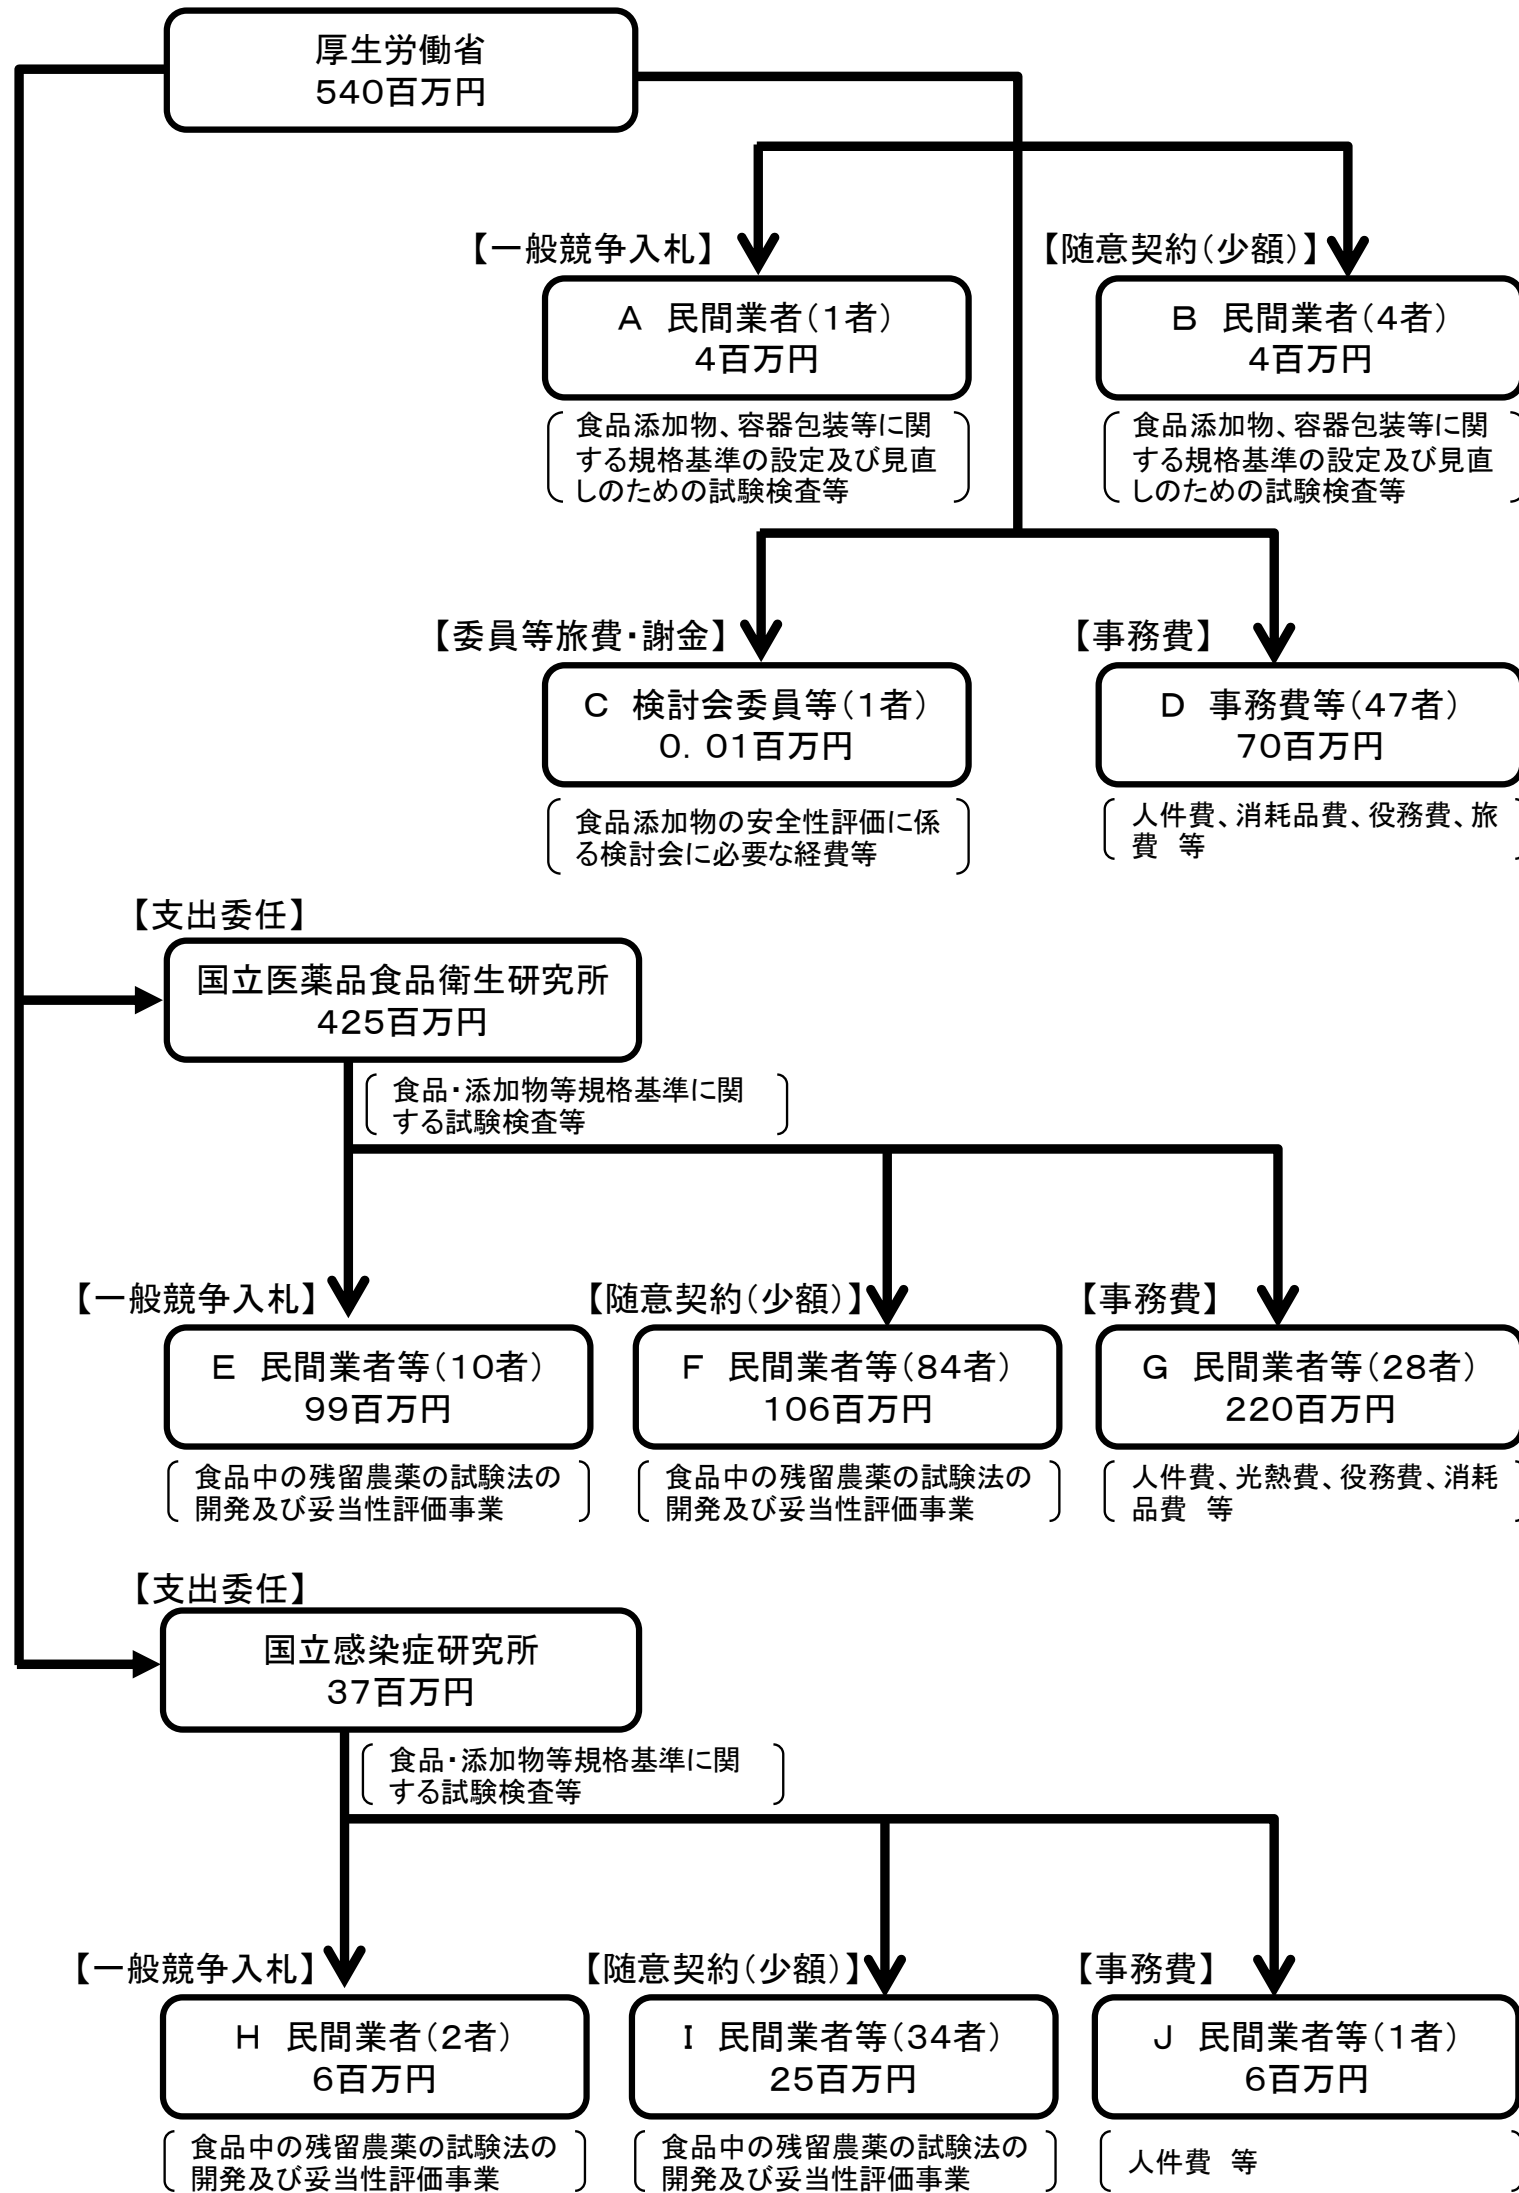 厚生労働省
540百万円
【一般競争入札】
【随意契約(少額)】
A 民間業者(1者)
4百万円
B 民間業者(4者)
4百万円
食品添加物、容器包装等に関
する規格基準の設定及び見直
しのための試験検査等
食品添加物、容器包装等に関
する規格基準の設定及び見直
しのための試験検査等
【委員等旅費・謝金】
【事務費】
C 検討会委員等(1者)
0.01百万円
D 事務費等(47者)
70百万円
食品添加物の安全性評価に係
る検討会に必要な経費等
人件費、消耗品費、役務費、旅
費 等
【支出委任】
国立医薬品食品衛生研究所
425百万円
食品・添加物等規格基準に関
する試験検査等
【一般競争入札】
【随意契約(少額)】
【事務費】
E 民間業者等(10者)
99百万円
F 民間業者等(84者)
106百万円
G 民間業者等(28者)
220百万円
食品中の残留農薬の試験法の
開発及び妥当性評価事業
食品中の残留農薬の試験法の
開発及び妥当性評価事業
人件費、光熱費、役務費、消耗
品費 等
【支出委任】
国立感染症研究所
37百万円
食品・添加物等規格基準に関
する試験検査等
【一般競争入札】
【随意契約(少額)】
【事務費】
H 民間業者(2者)
6百万円
I 民間業者等(34者)
25百万円
J 民間業者等(1者)
6百万円
食品中の残留農薬の試験法の
開発及び妥当性評価事業
食品中の残留農薬の試験法の
開発及び妥当性評価事業
人件費 等